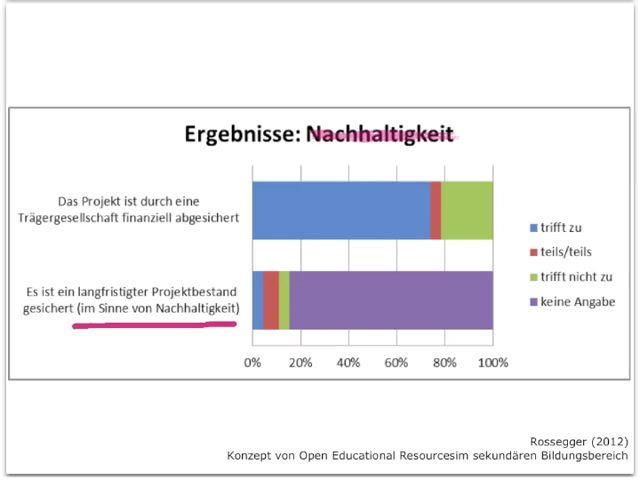 Ergebnisse: Nachhaltigkeit
Das Projekt ist durch eine
Trägergesellschaft finanziell abgesichert
Es ist ein langfristigter Projektbestand
gesichert (im Sinne von Nachhaltigkeit)
trifft zu
teils/teils
trifft nicht zu
keine Angabe
0% 20% 40% 60% 80% 100%
Rossegger (2012)
Konzept von Open Educational Resourcesim sekundären Bildungsbereich